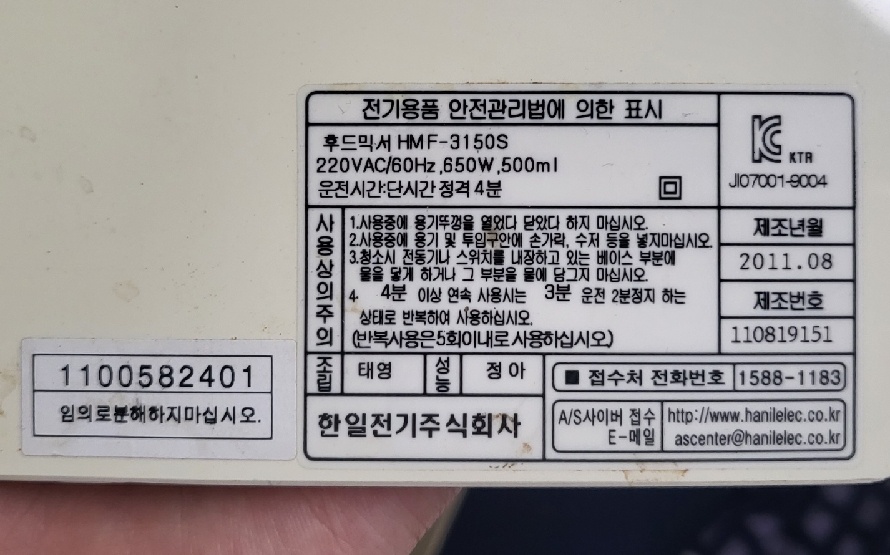 전기용품 안전관리법에 의한 표시
후드믹서 HMF-3150S
220VAC/60Hz,650W,500ml
운전시간:단시간 정격 4분
KTR
JI07001-9004
사용상의주의
1.사용중에 용기뚜껑을 열었다 닫았다 하지 마십시오.
2.사용중에 용기 및 투입구안에 손가락, 수저 등을 넣지마십시오.
3.청소시 전동기나 스위치를 내장하고 있는 베이스 부분에
물을 닿게 하거나 그 부분을 물에 담그지 마십시오.
4. 4분 이상 연속 사용시는 3분 운전 2분정지 하는
상태로 반복하여 사용하십시오.
(반복사용은5회이내로사용하십시오.)
제조년월
2011.08
제조번호
110819151
조립 태영 성능 정아
한일전기주식회사
■ 접수처 전화번호 1588-1183
A/S사이버 접수 http://www.hanilelec.co.kr
E-메일 ascenter@hanilelec.co.kr
1100582401
임의로분해하지마십시오.